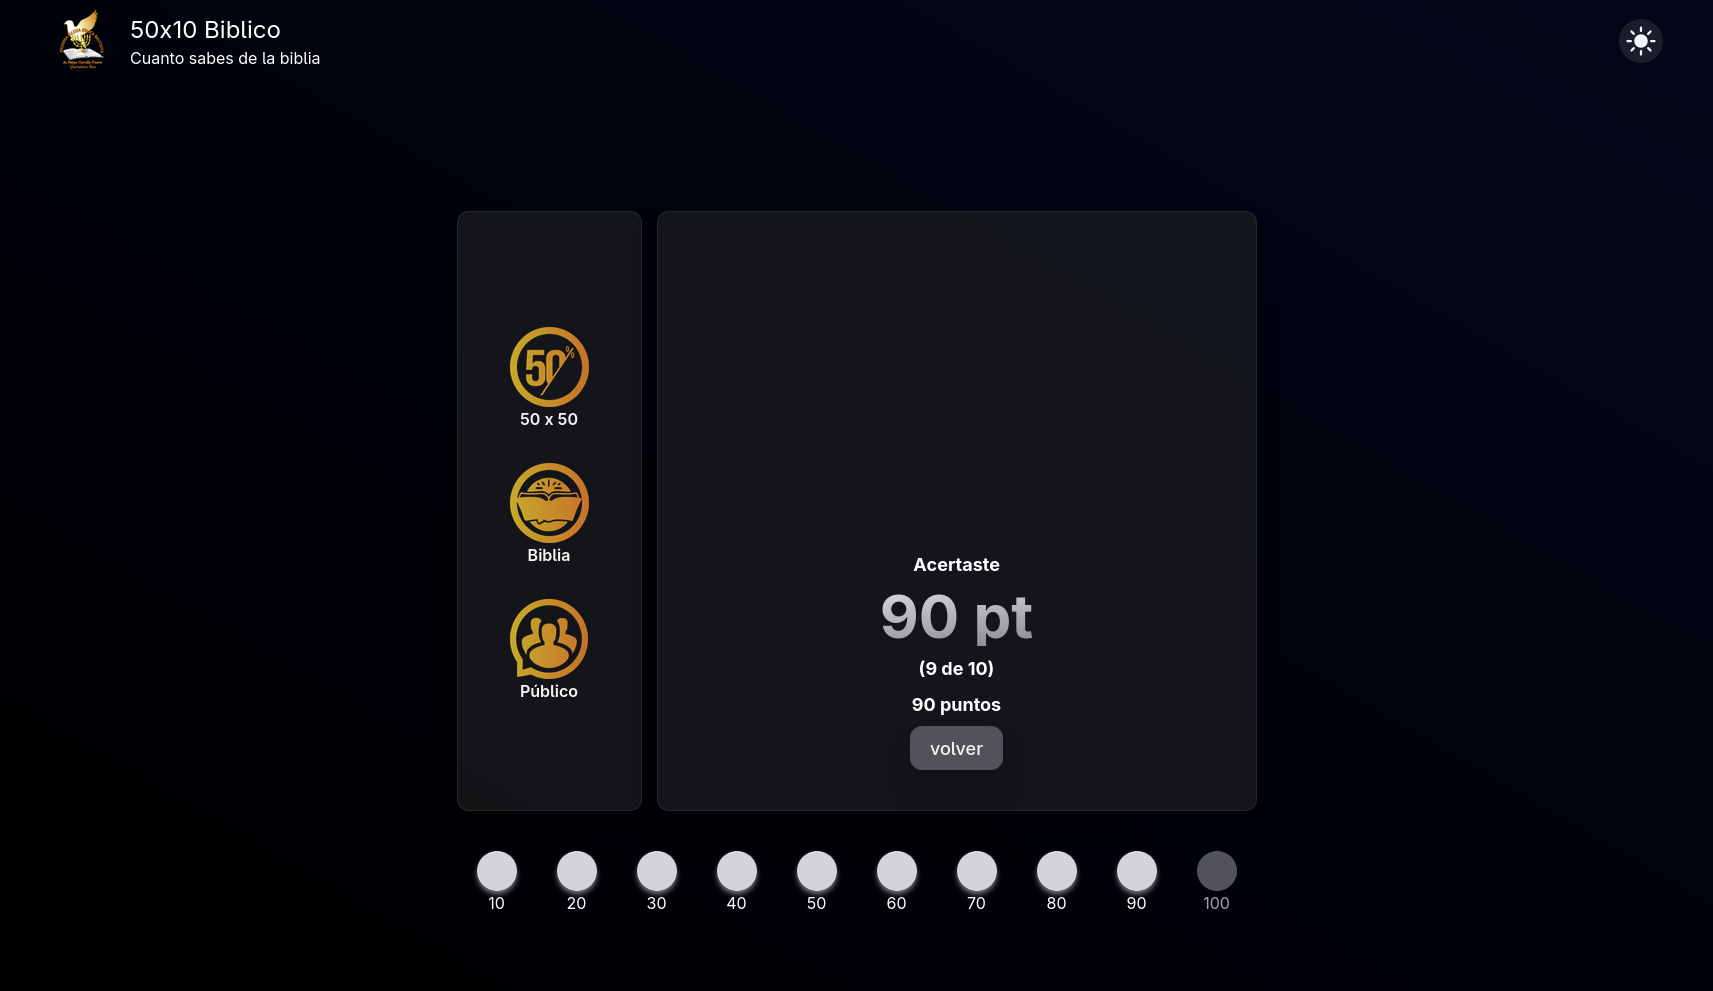 50x10 Biblico
Cuanto sabes de la biblia
50%
50 x 50
Biblia
Público
Acertaste
90 pt
(9 de 10)
90 puntos
volver
10 20 30 40 50 60 70 80 90 100